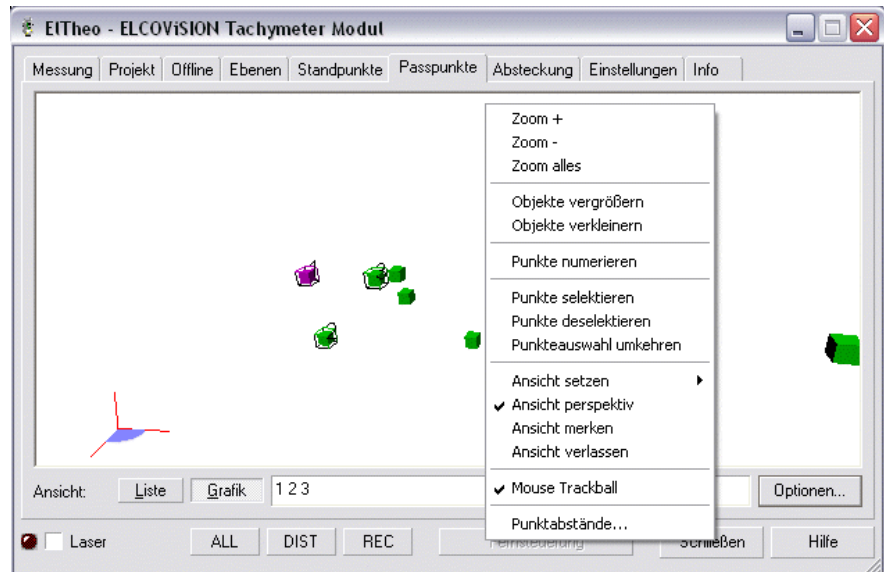 ElTheo - ELCOViSION Tachymeter Modul
Messung Projekt Offline Ebenen Standpunkte Passpunkte Absteckung Einstellungen Info
Zoom +
Zoom -
Zoom alles
Objekte vergrößern
Objekte verkleinern
Punkte numerieren
Punkte selektieren
Punkte deselektieren
Punkteauswahl umkehren
Ansicht setzen
Ansicht perspektiv
Ansicht merken
Ansicht verlassen
Mouse Trackball
Punktabstände...
Ansicht: Liste Grafik 1 2 3 Optionen...
Laser ALL DIST REC Fernsteuerung Schließen Hilfe